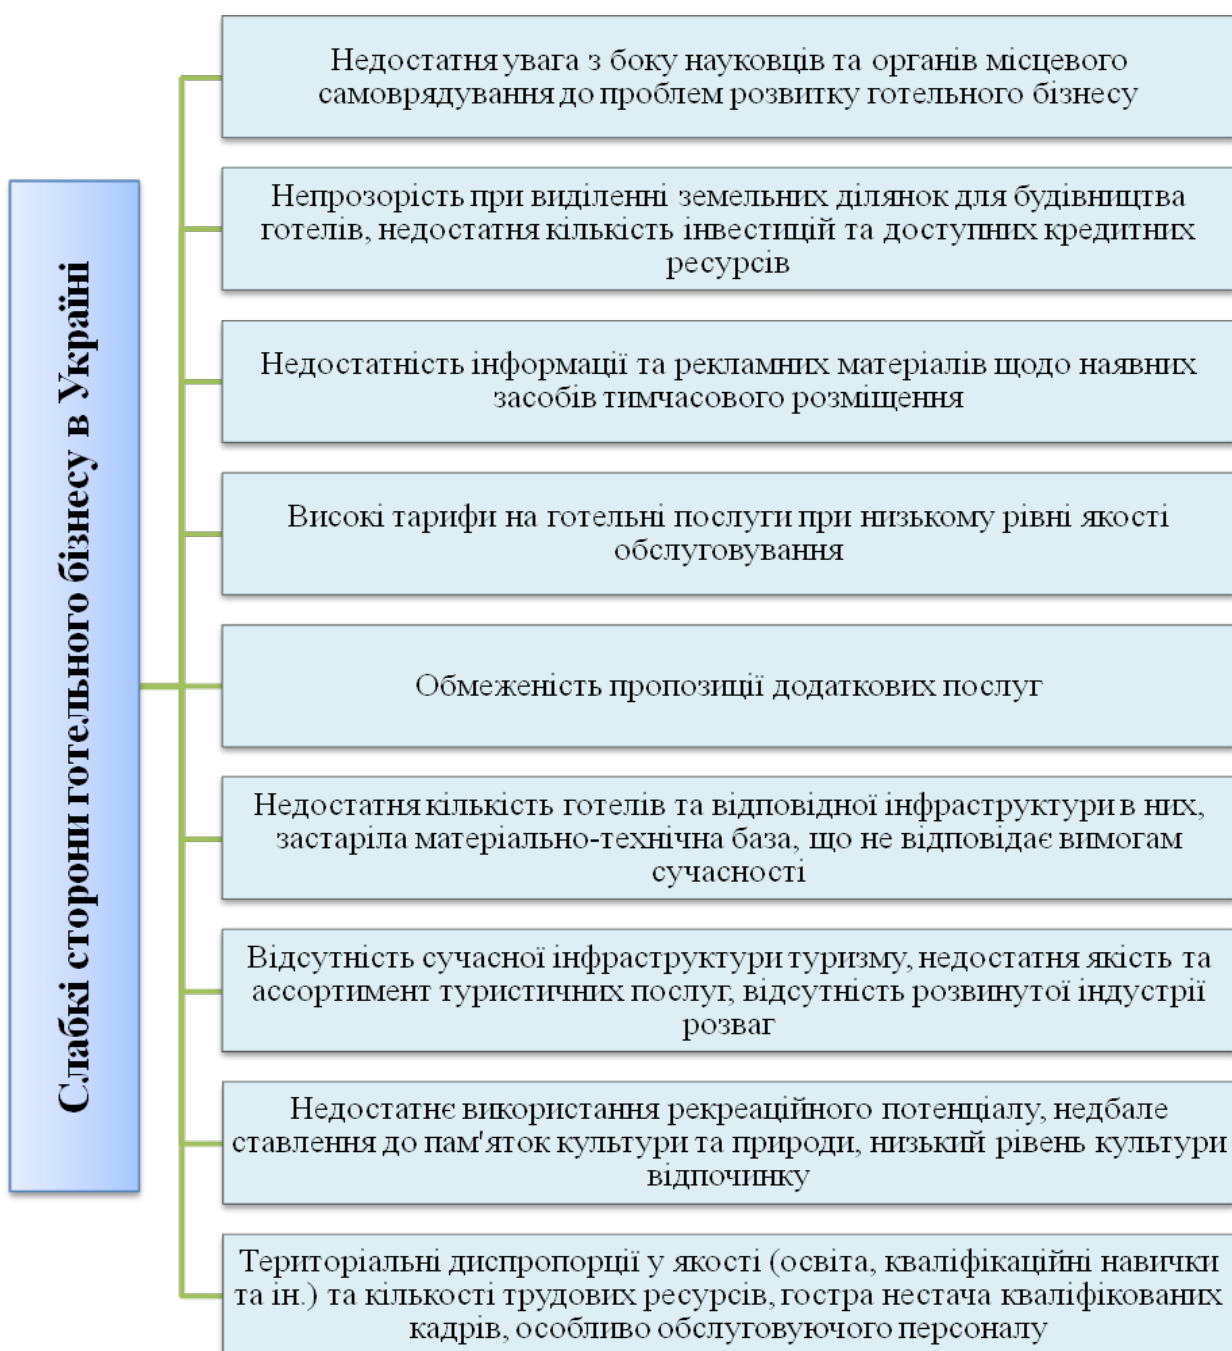 Слабкі сторони готельного бізнесу в Україні
Недостатня увага з боку науковців та органів місцевого
самоврядування до проблем розвитку готельного бізнесу
Непрозорість при виділенні земельних ділянок для будівництва
готелів, недостатня кількість інвестицій та доступних кредитних
ресурсів
Недостатність інформації та рекламних матеріалів щодо наявних
засобів тимчасового розміщення
Високі тарифи на готельні послуги при низькому рівні якості
обслуговування
Обмеженість пропозиції додаткових послуг
Недостатня кількість готелів та відповідної інфраструктури в них,
застаріла матеріально-технічна база, що не відповідає вимогам
сучасності
Відсутність сучасної інфраструктури туризму, недостатня якість та
ассортимент туристичних послуг, відсутність розвинутої індустрії
розваг
Недостатнє використання рекреаційного потенціалу, недбале
ставлення до пам'яток культури та природи, низький рівень культури
відпочинку
Територіальні диспропорції у якості (освіта, кваліфікаційні навички
та ін.) та кількості трудових ресурсів, гостра нестача кваліфікованих
кадрів, особливо обслуговуючого персоналу